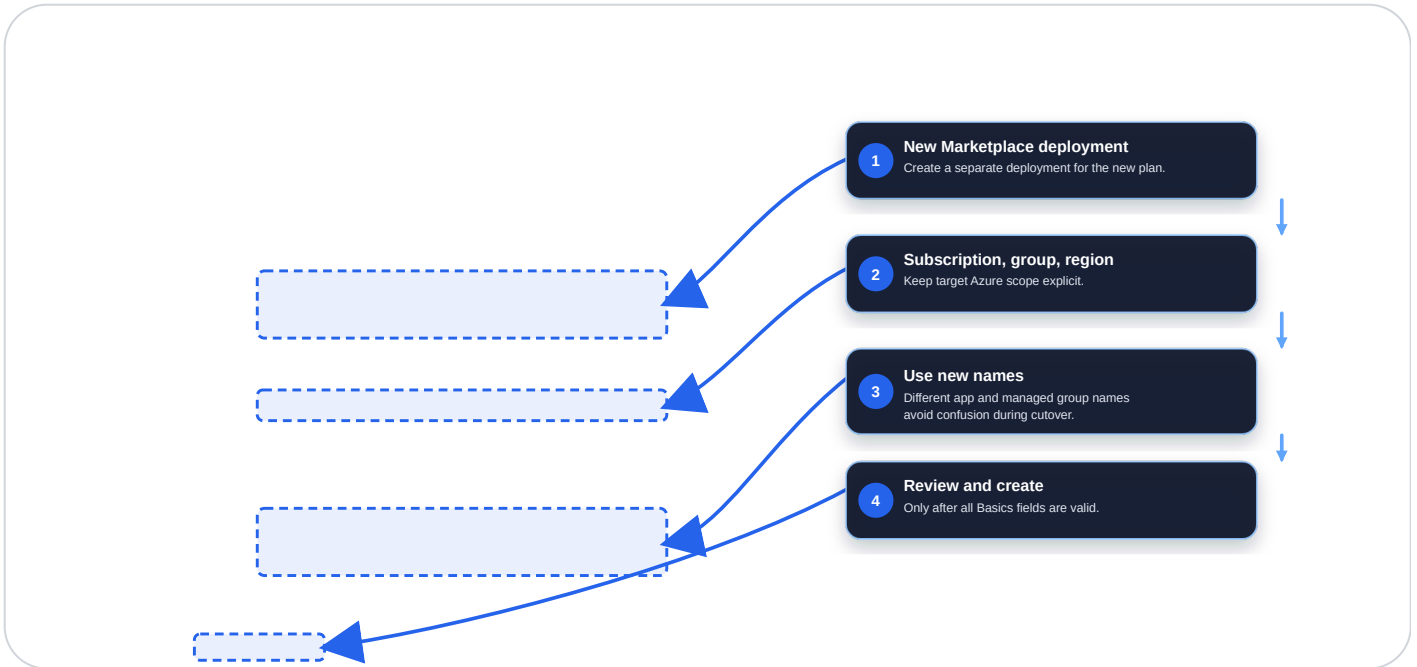 1
New Marketplace deployment
Create a separate deployment for the new plan.
2
Subscription, group, region
Keep target Azure scope explicit.
3
Use new names
Different app and managed group names
avoid confusion during cutover.
4
Review and create
Only after all Basics fields are valid.